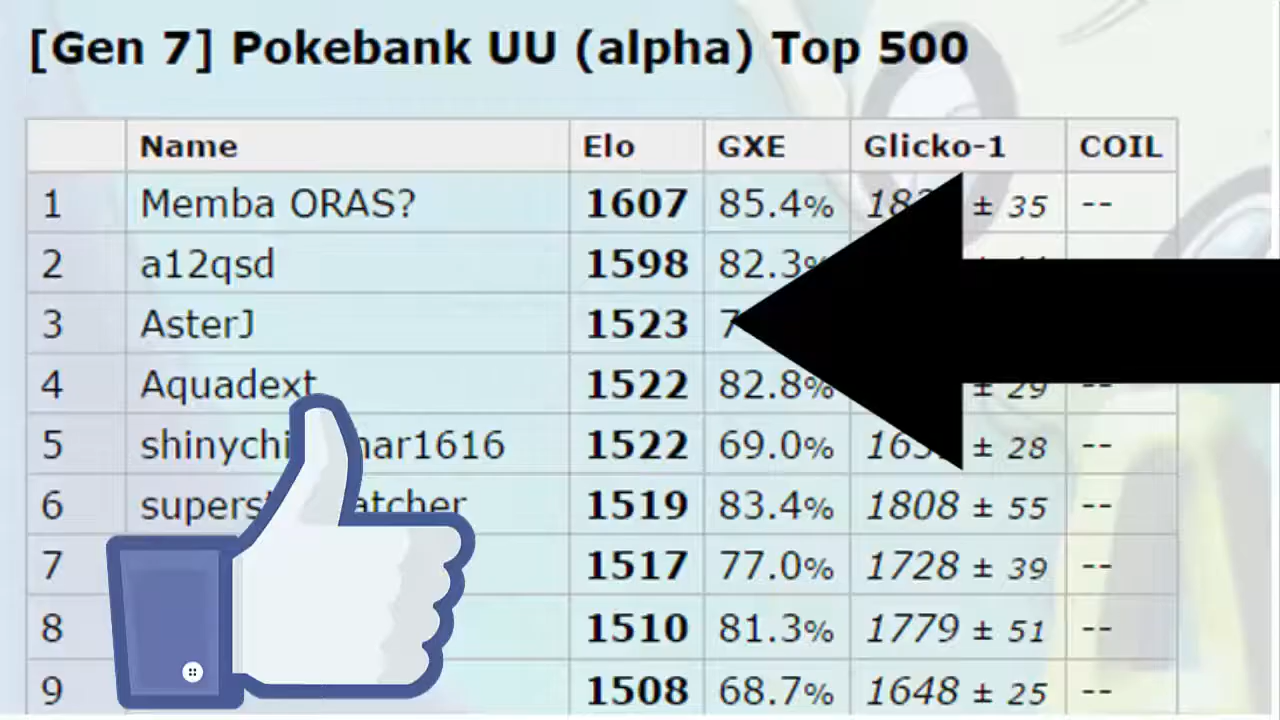 [Gen 7] Pokebank UU (alpha) Top 500
Name Elo GXE Glicko-1 COIL
1 Memba ORAS? 1607 85.4% ± 35 --
2 a12qsd 1598 82.3%
3 AsterJ 1523
4 Aquadext 1522 82.8% ± 29 --
5 1522 69.0% ± 28 --
6 1519 83.4% 1808 ± 55 --
7 1517 77.0% 1728 ± 39 --
8 1510 81.3% 1779 ± 51 --
9 1508 68.7% 1648 ± 25 --